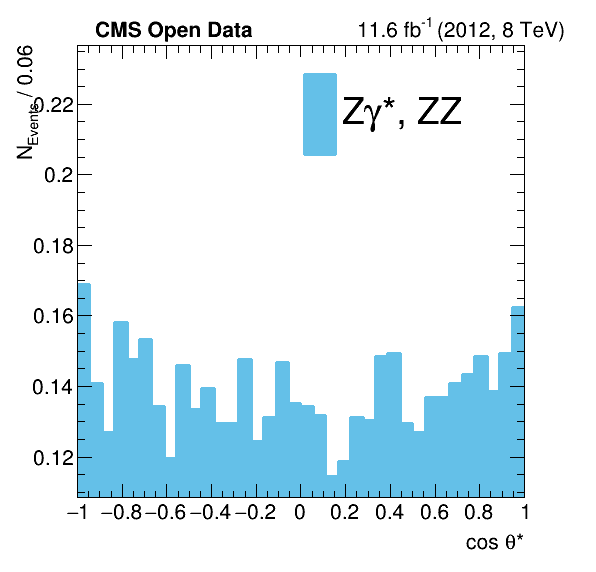 CMS Open Data 11.6 fb-1 (2012, 8 TeV)
N Events / 0.06
0.22
Zγ*, ZZ
0.2
0.18
0.16
0.14
0.12
−1 −0.8 −0.6 −0.4 −0.2 0 0.2 0.4 0.6 0.8 1
cos θ*